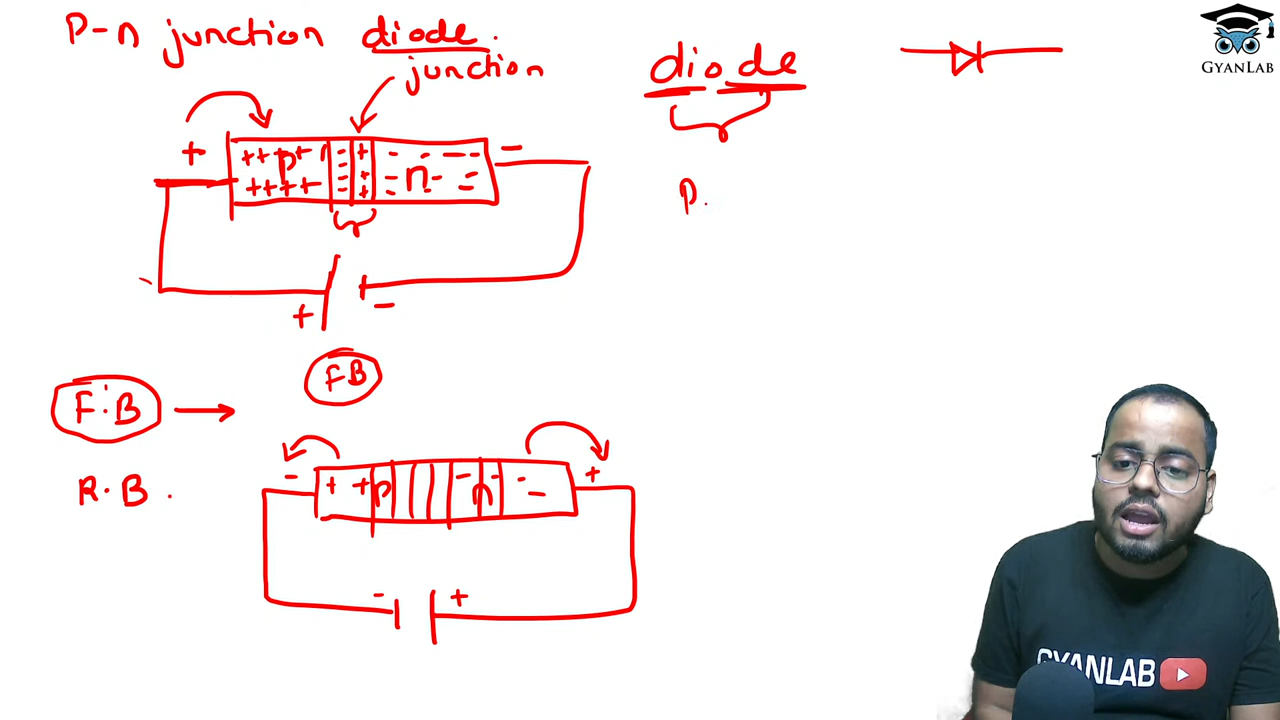 P-n junction diode.
junction
diode
GYANLAB
+ ++ p + - + - - - - - -
++++ - + - n - =
p.
+ -
FB
F.B →
R.B.
- + + p - n - - +
- +
GYANLAB